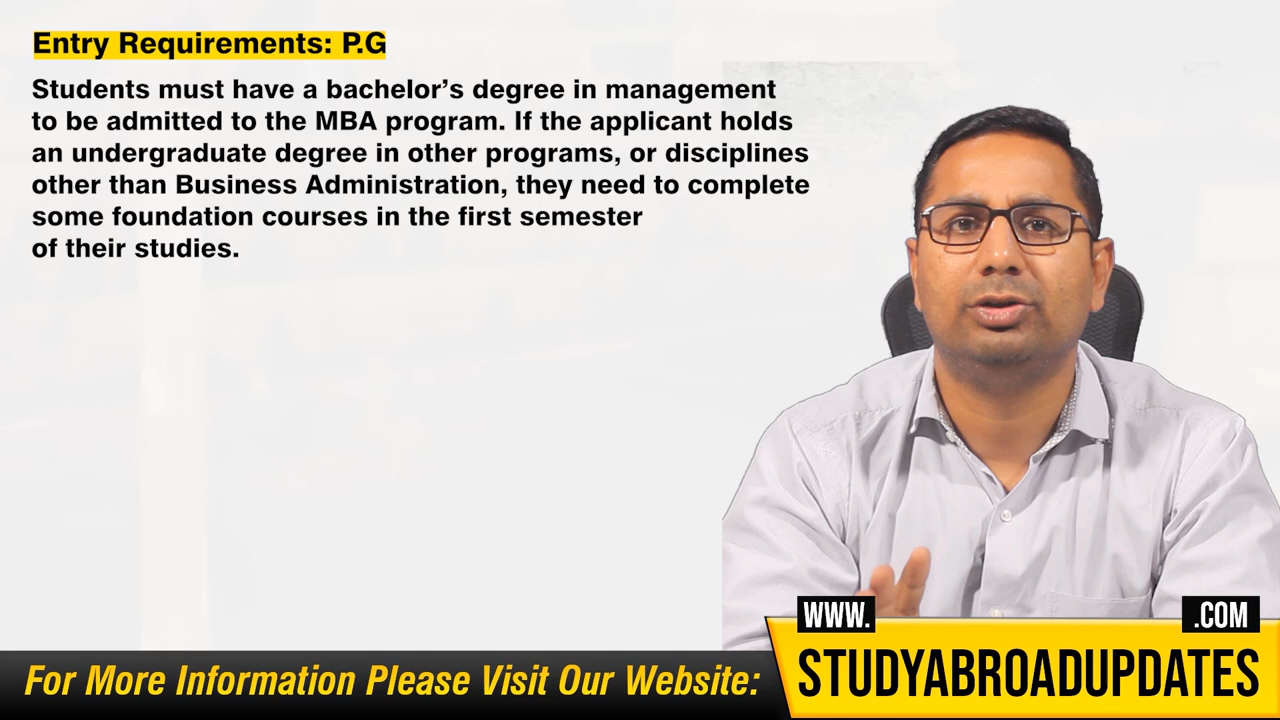 Entry Requirements: P.G
Students must have a bachelor’s degree in management
to be admitted to the MBA program. If the applicant holds
an undergraduate degree in other programs, or disciplines
other than Business Administration, they need to complete
some foundation courses in the first semester
of their studies.
For More Information Please Visit Our Website:
WWW.
.COM
STUDYABROADUPDATES